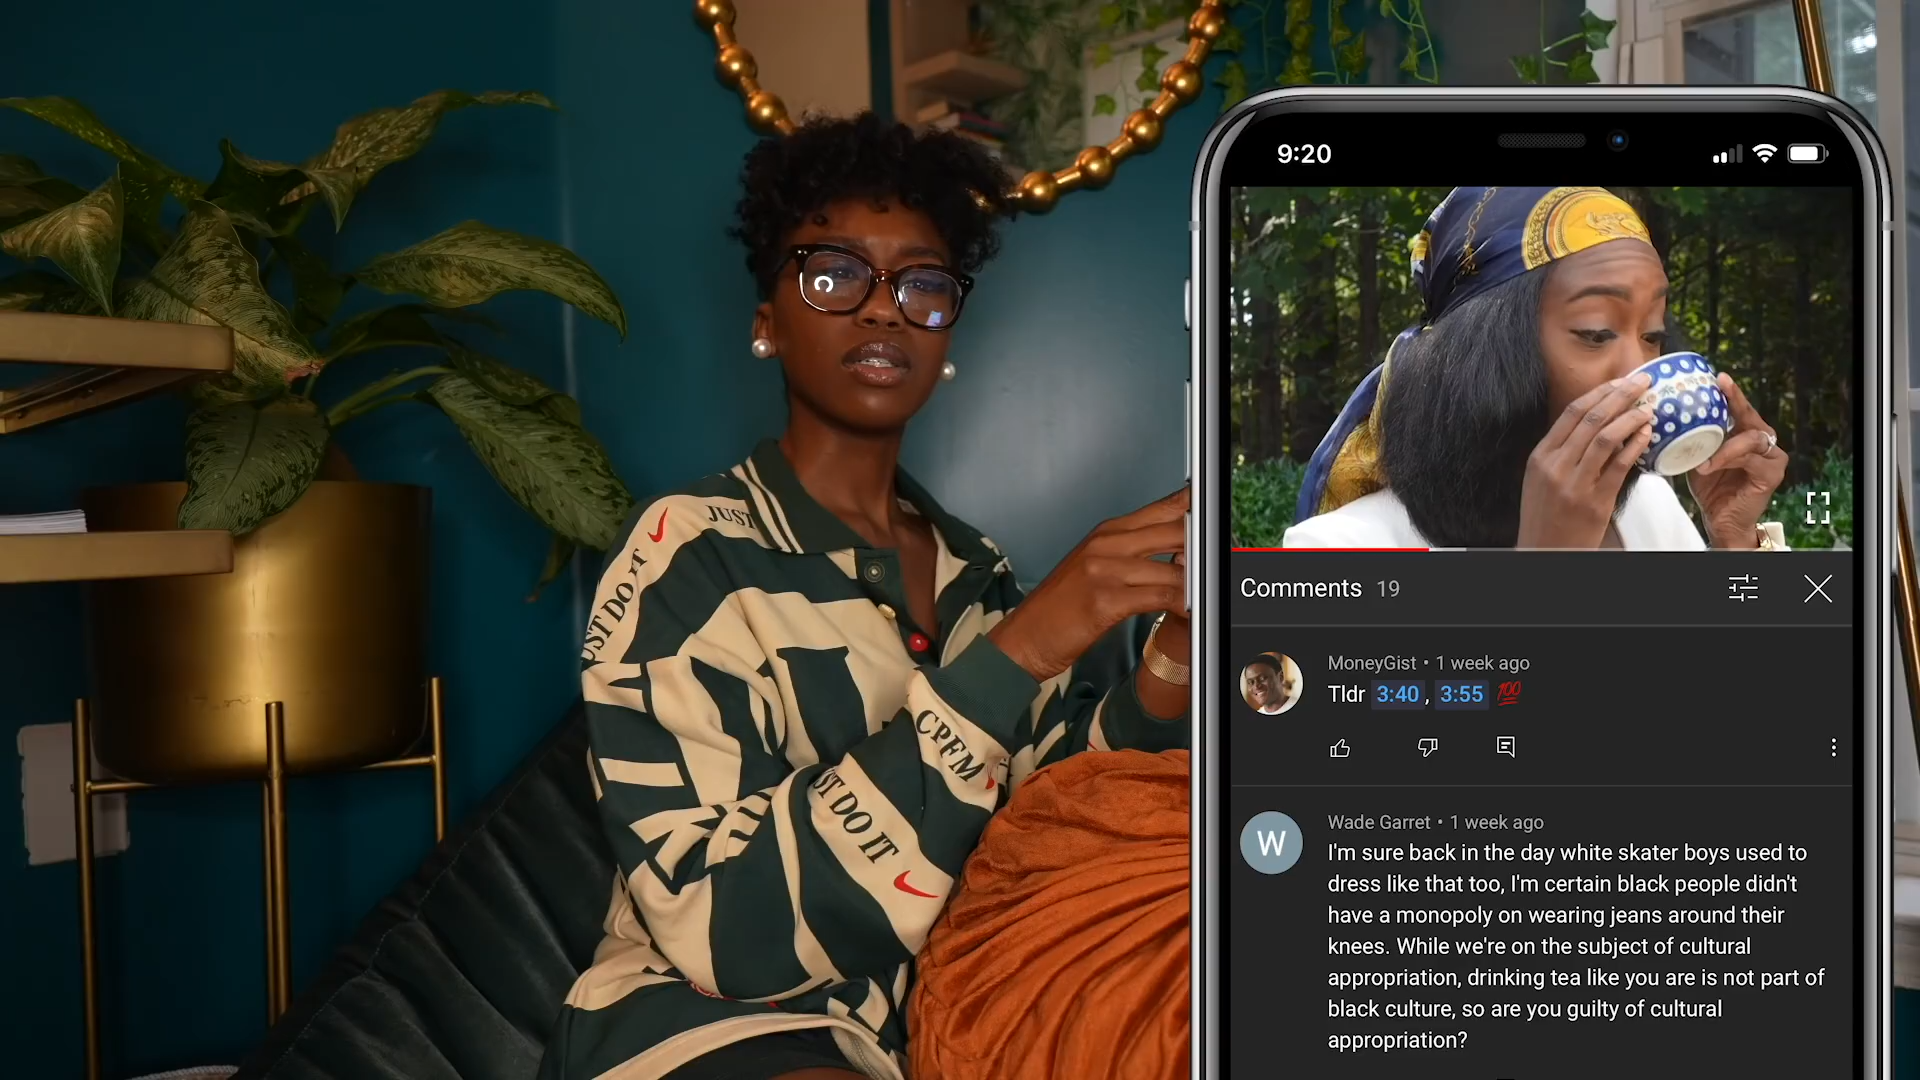 JUST
JUST DO IT
CPFM
ST DO IT
9:20
Comments 19
MoneyGist • 1 week ago
Tldr 3:40, 3:55 💯
W
Wade Garret • 1 week ago
I'm sure back in the day white skater boys used to
dress like that too, I'm certain black people didn't
have a monopoly on wearing jeans around their
knees. While we're on the subject of cultural
appropriation, drinking tea like you are is not part of
black culture, so are you guilty of cultural
appropriation?